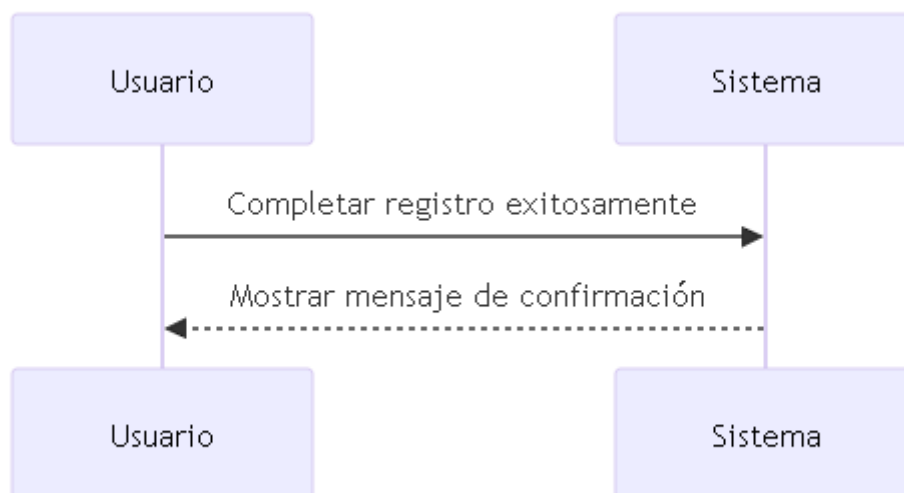 Usuario
Sistema
Completar registro exitosamente
Mostrar mensaje de confirmación
Usuario
Sistema